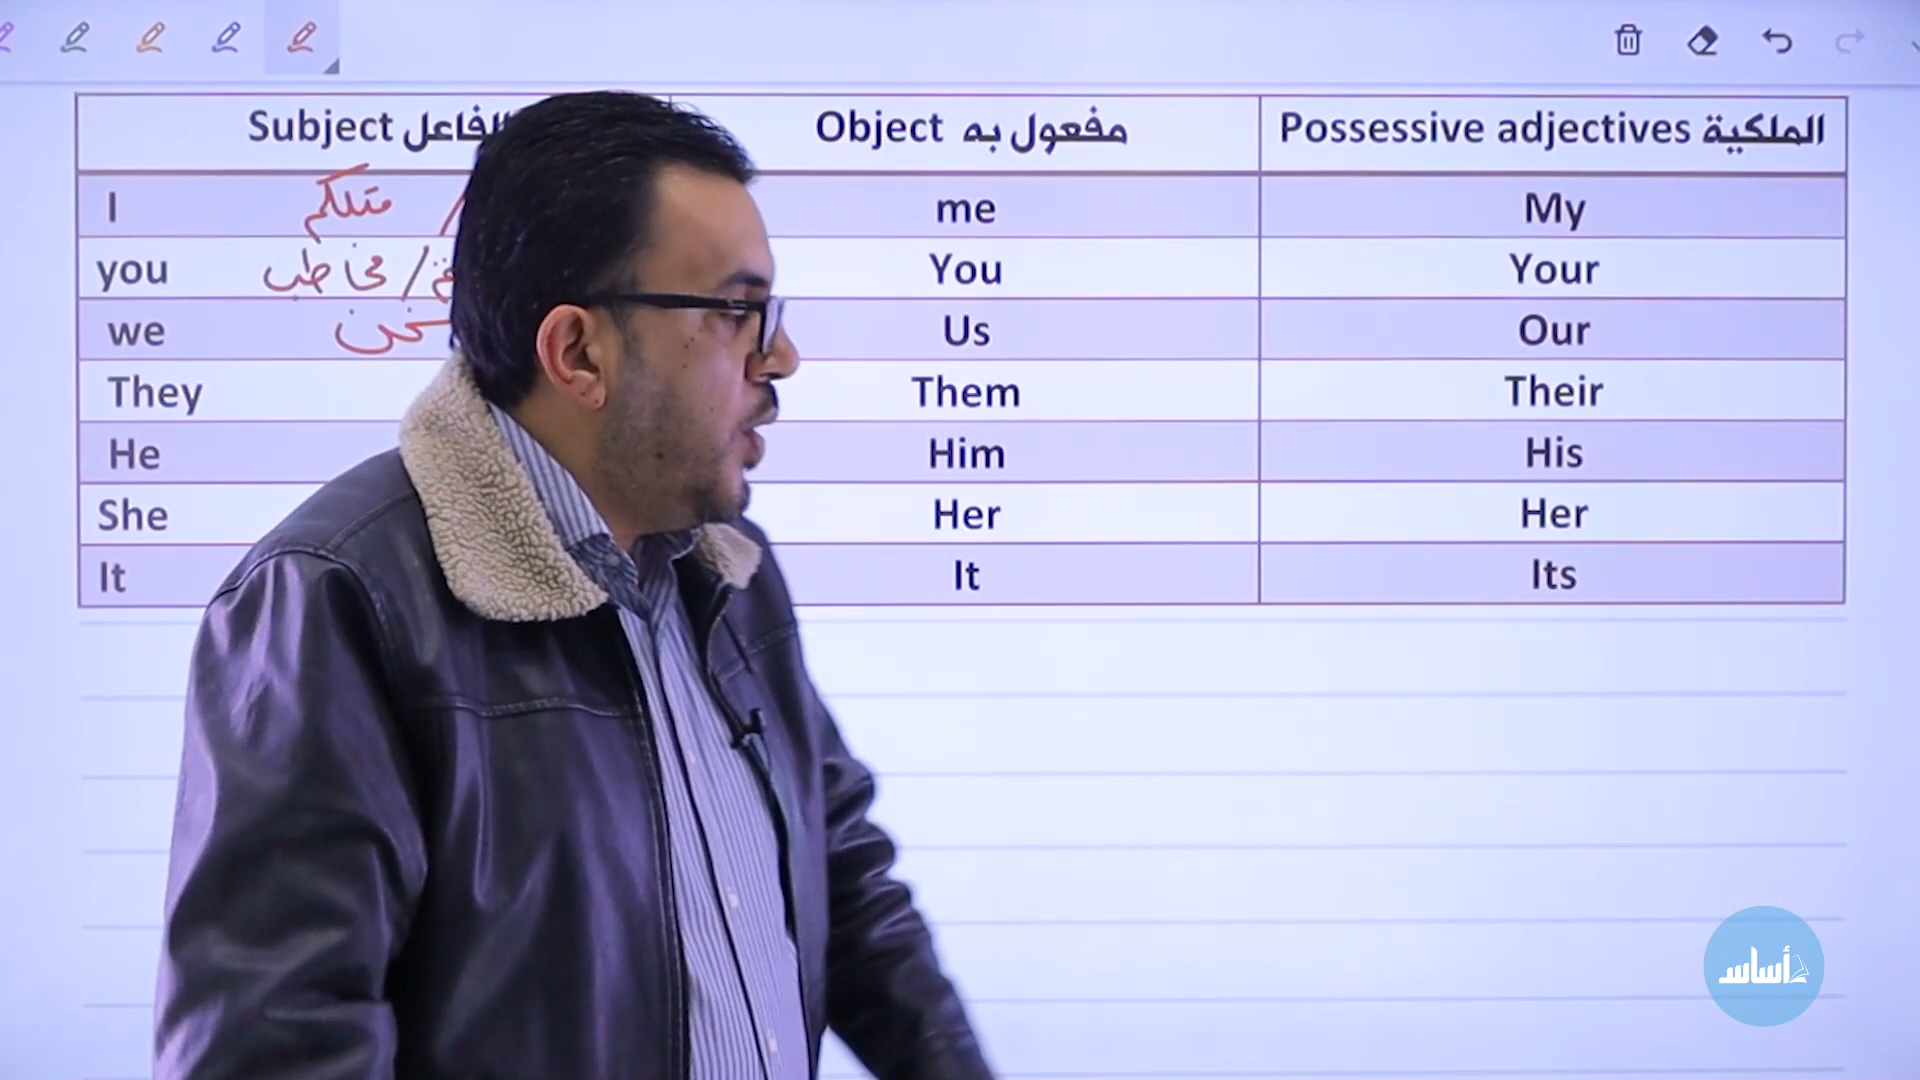 Subject الفاعل Object مفعول به Possessive adjectives الملكية
I متكلم / me My
you مخاطب / You Your
we نحن Us Our
They Them Their
He Him His
She Her Her
It It Its
أساس